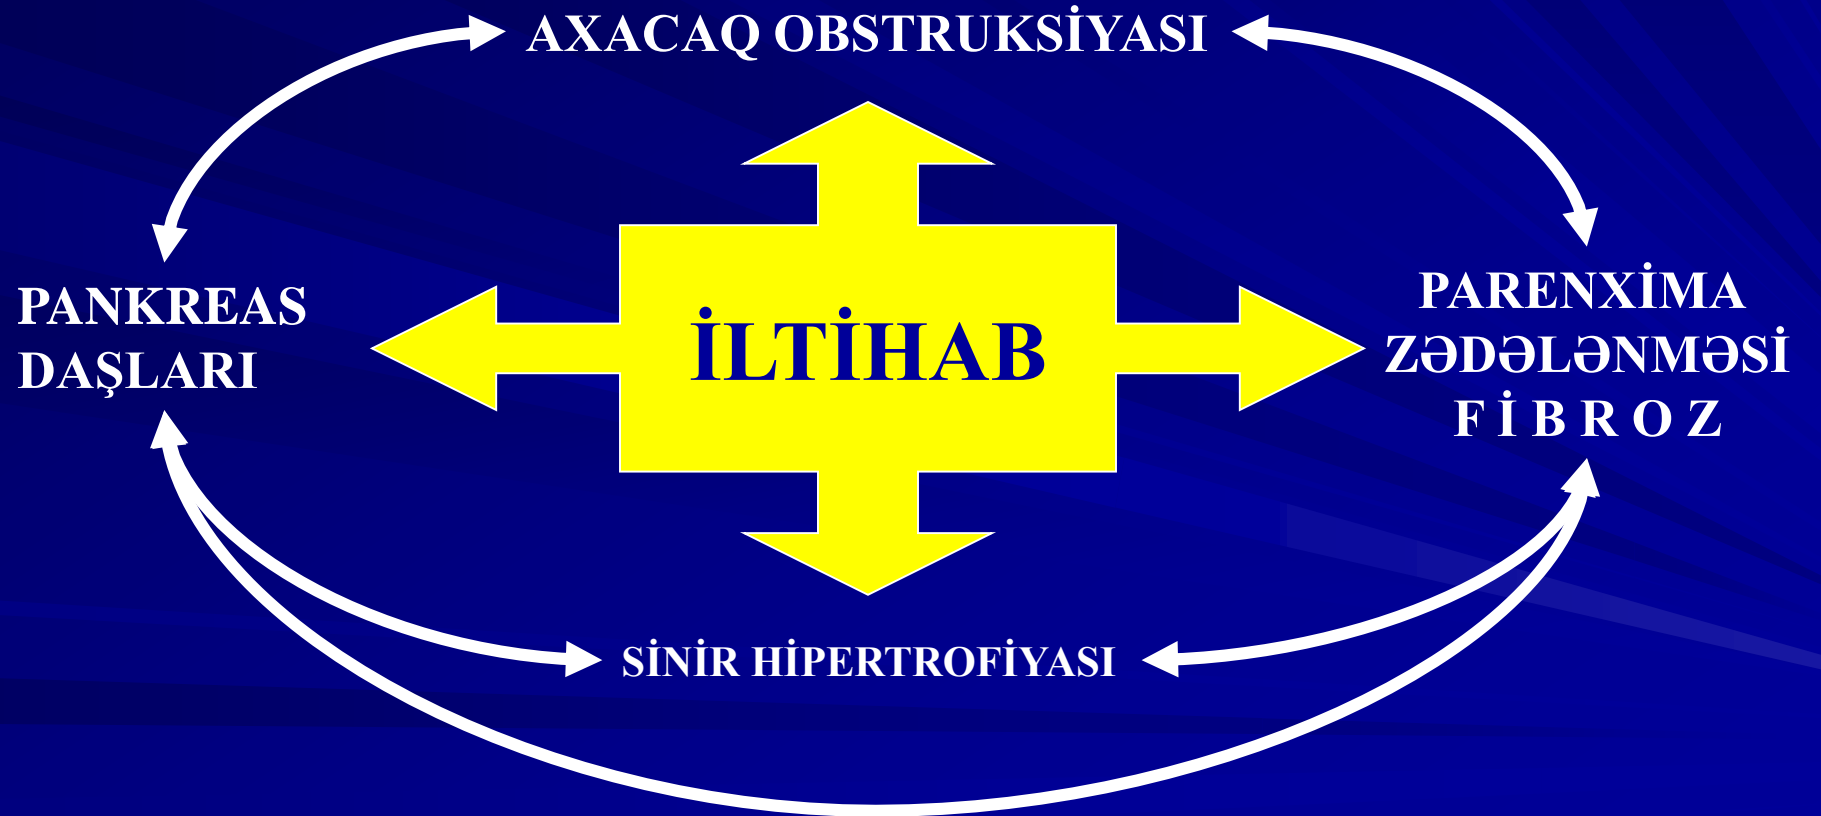 AXACAQ OBSTRUKSİYASI
PANKREAS
DAŞLARI
İLTİHAB
PARENXİMA
ZƏDƏLƏNMƏSİ
F İ B R O Z
SİNİR HİPERTROFİYASI